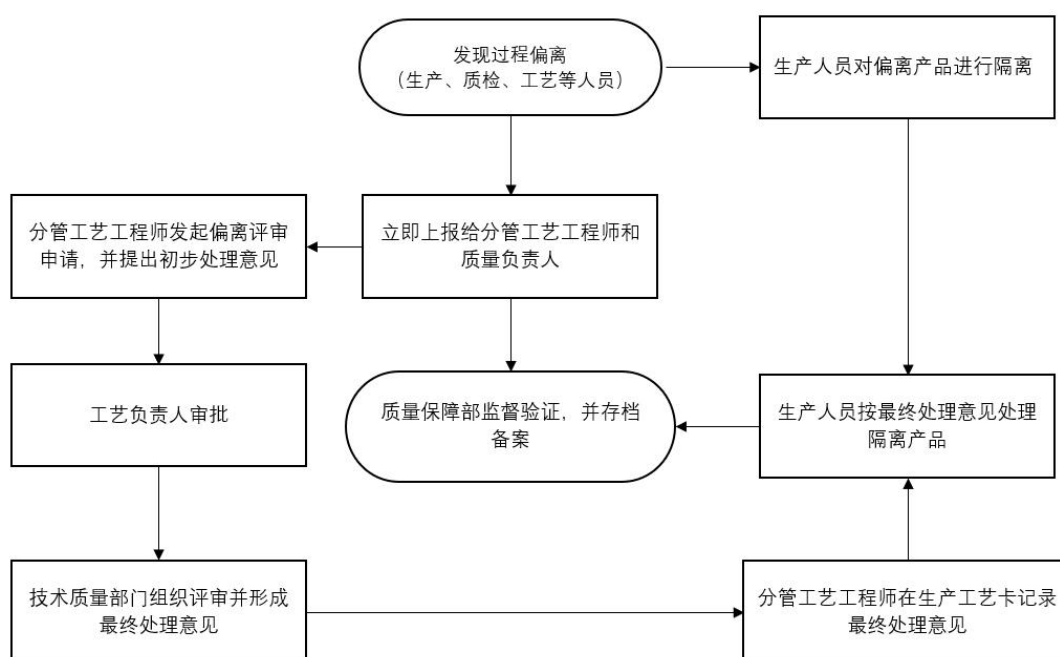 发现过程偏离
（生产、质检、工艺等人员）
生产人员对偏离产品进行隔离
分管工艺工程师发起偏离评审
申请，并提出初步处理意见
立即上报给分管工艺工程师和
质量负责人
工艺负责人审批
质量保障部监督验证，并存档
备案
生产人员按最终处理意见处理
隔离产品
技术质量部门组织评审并形成
最终处理意见
分管工艺工程师在生产工艺卡记录
最终处理意见